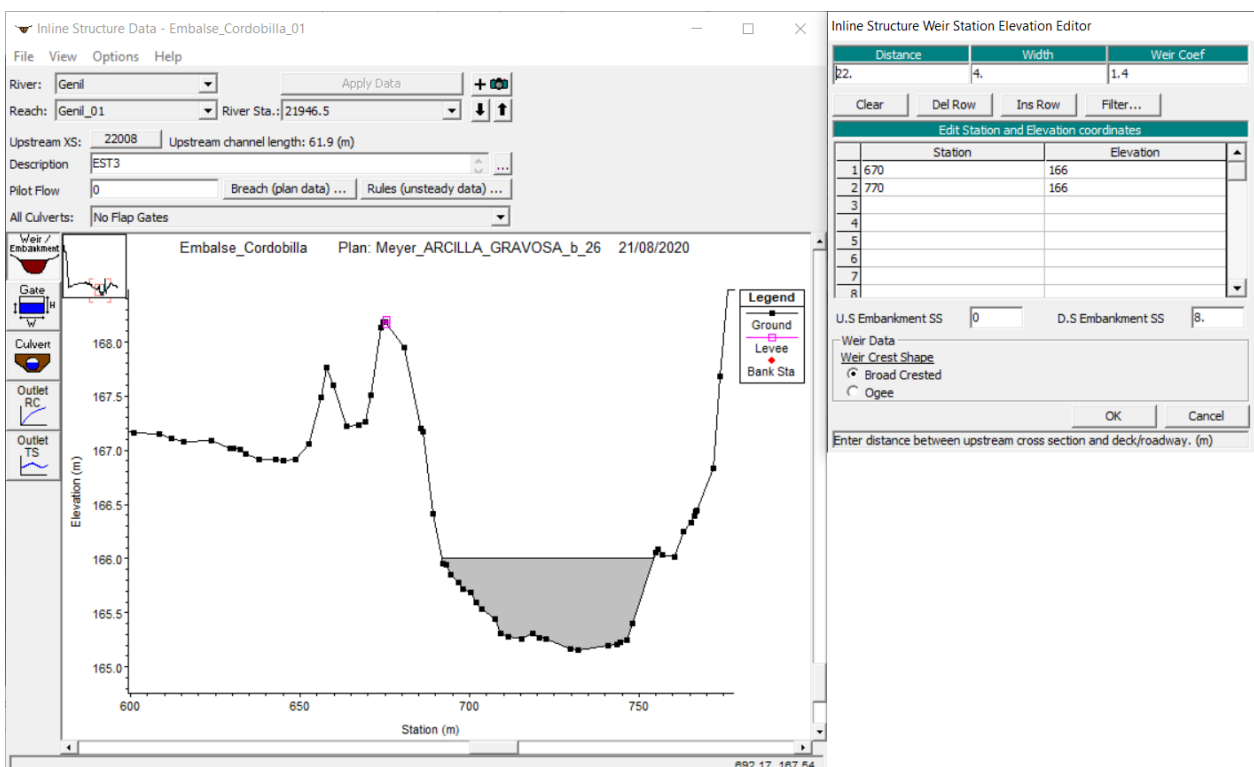 Inline Structure Data - Embalse_Cordobilla_01
File View Options Help
River: Genil Apply Data
Reach: Genil_01 River Sta.: 21946.5
Upstream XS: 22008 Upstream channel length: 61.9 (m)
Description EST3 ...
Pilot Flow 0 Breach (plan data) ... Rules (unsteady data) ...
All Culverts: No Flap Gates
Weir / Embankment
Gate
H
W
Culvert
Outlet RC
Outlet TS
Embalse_Cordobilla Plan: Meyer_ARCILLA_GRAVOSA_b_26 21/08/2020
Legend
Ground
Levee
Bank Sta
Elevation (m)
168.0
167.5
167.0
166.5
166.0
165.5
165.0
600 650 700 750
Station (m)
692.17, 167.54
Inline Structure Weir Station Elevation Editor
Distance Width Weir Coef
22. 4. 1.4
Clear Del Row Ins Row Filter...
Edit Station and Elevation coordinates
Station Elevation
1 670 166
2 770 166
3
4
5
6
7
8
U.S Embankment SS 0 D.S Embankment SS 8.
Weir Data
Weir Crest Shape
Broad Crested
Ogee
OK Cancel
Enter distance between upstream cross section and deck/roadway. (m)